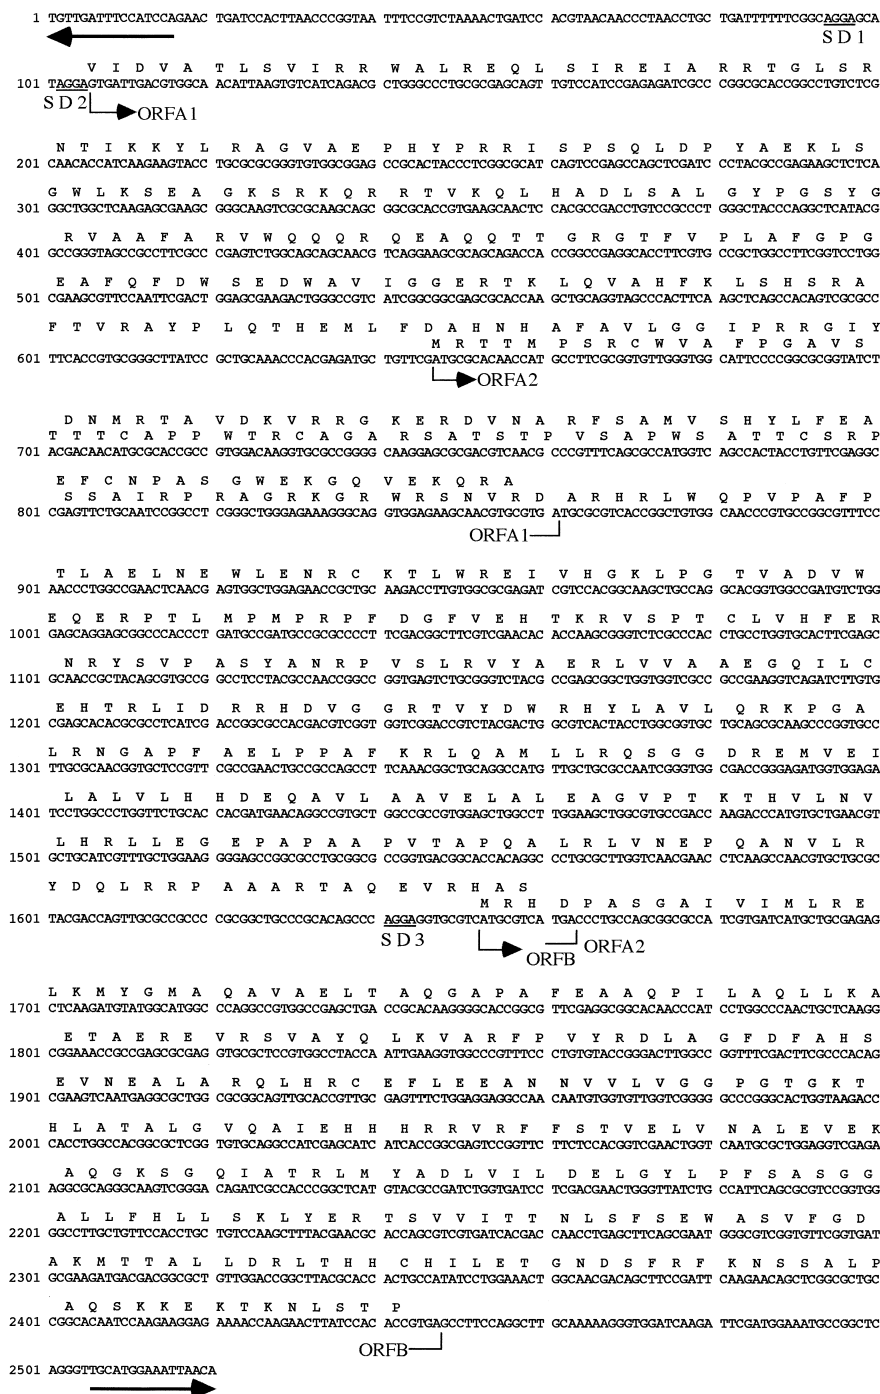 1 TGTTGATTTCCATCCAGAAC TGATCCACTTAACCCGGTAA TTTCCGTCTAAAACTGATCC ACGTAACAACCCTAACCTGC TGATTTTTTCGGCAGGAGCA
SD1
V I D V A T L S V I R R W A L R E Q L S I R E I A R R T G L S R
101 TAGGAGTGATTGACGTGGCA ACATTAAGTGTCATCAGACG CTGGGCCCTGCGCGAGCAGT TGTCCATCCGAGAGATCGCC CGGCGCACCGGCCTGTCTCG
SD2 ORFA1
N T I K K Y L R A G V A E P H Y P R R I S P S Q L D P Y A E K L S
201 CAACACCATCAAGAAGTACC TGCGCGCGGGTGTGGCGGAG CCGCACTACCCTCGGCGCAT CAGTCCGAGCCAGCTCGATC CCTACGCCGAGAAGCTCTCA
G W L K S E A G K S R K Q R R T V K Q L H A D L S A L G Y P G S Y G
301 GGCTGGCTCAAGAGCGAAGC GGGCAAGTCGCGCAAGCAGC GGCGCACCGTGAAGCAACTC CACGCCGACCTGTCCGCCCT GGGCTACCCAGGCTCATACG
R V A A F A R V W Q Q Q R Q E A Q Q T T G R G T F V P L A F G P G
401 GCCGGGTAGCCGCCTTCGCC CGAGTCTGGCAGCAGCAACG TCAGGAAGCGCAGCAGACCA CCGGCCGAGGCACCTTCGTG CCGCTGGCCTTCGGTCCTGG
E A F Q F D W S E D W A V I G G E R T K L Q V A H F K L S H S R A
501 CGAAGCGTTCCAATTCGACT GGAGCGAAGACTGGGCCGTC ATCGGCGGCGAGCGCACCAA GCTGCAGGTAGCCCACTTCA AGCTCAGCCACAGTCGCGCC
F T V R A Y P L Q T H E M L F D A H N H A F A V L G G I P R R G I Y
M R T T M P S R C W V A F P G A V S
601 TTCACCGTGCGGGCTTATCC GCTGCAAACCCACGAGATGC TGTTCGATGCGCACAACCAT GCCTTCGCGGTGTTGGGTGG CATTCCCCGGCGCGGTATCT
ORFA2
D N M R T A V D K V R R G K E R D V N A R F S A M V S H Y L F E A
T T T C A P P W T R C A G A R S A T S T P V S A P W S A T T C S R P
701 ACGACAACATGCGCACCGCC GTGGACAAGGTGCGCCGGGG CAAGGAGCGCGACGTCAACG CCCGTTTCAGCGCCATGGTC AGCCACTACCTGTTCGAGGC
E F C N P A S G W E K G Q V E K Q R A
S S A I R P R A G R K G R W R S N V R D A R H R L W Q P V P A F P
801 CGAGTTCTGCAATCCGGCCT CGGGCTGGGAGAAAGGGCAG GTGGAGAAGCAACGTGCGTG ATGCGCGTCACCGGCTGTGG CAACCCGTGCCGGCGTTTCC
ORFA1
T L A E L N E W L E N R C K T L W R E I V H G K L P G T V A D V W
901 AACCCTGGCCGAACTCAACG AGTGGCTGGAGAACCGCTGC AAGACCTTGTGGCGCGAGAT CGTCCACGGCAAGCTGCCAG GCACGGTGGCCGATGTCTGG
E Q E R P T L M P M P R P F D G F V E H T K R V S P T C L V H F E R
1001 GAGCAGGAGCGGCCCACCCT GATGCCGATGCCGCGCCCCT TCGACGGCTTCGTCGAACAC ACCAAGCGGGTCTCGCCCAC CTGCCTGGTGCACTTCGAGC
N R Y S V P A S Y A N R P V S L R V Y A E R L V V A A E G Q I L C
1101 GCAACCGCTACAGCGTGCCG GCCTCCTACGCCAACCGGCC GGTGAGTCTGCGGGTCTACG CCGAGCGGCTGGTGGTCGCC GCCGAAGGTCAGATCTTGTG
E H T R L I D R R H D V G G R T V Y D W R H Y L A V L Q R K P G A
1201 CGAGCACACGCGCCTCATCG ACCGGCGCCACGACGTCGGT GGTCGGACCGTCTACGACTG GCGTCACTACCTGGCGGTGC TGCAGCGCAAGCCCGGTGCC
L R N G A P F A E L P P A F K R L Q A M L L R Q S G G D R E M V E I
1301 TTGCGCAACGGTGCTCCGTT CGCCGAACTGCCGCCAGCCT TCAAACGGCTGCAGGCCATG TTGCTGCGCCAATCGGGTGG CGACCGGGAGATGGTGGAGA
L A L V L H H D E Q A V L A A V E L A L E A G V P T K T H V L N V
1401 TCCTGGCCCTGGTTCTGCAC CACGATGAACAGGCCGTGCT GGCCGCCGTGGAGCTGGCCT TGGAAGCTGGCGTGCCGACC AAGACCCATGTGCTGAACGT
L H R L L E G E P A P A A P V T A P Q A L R L V N E P Q A N V L R
1501 GCTGCATCGTTTGCTGGAAG GGGAGCCGGCGCCTGCGGCG CCGGTGACGGCACCACAGGC CCTGCGCTTGGTCAACGAAC CTCAAGCCAACGTGCTGCGC
Y D Q L R R P A A A R T A Q E V R H A S
M R H D P A S G A I V I M L R E
1601 TACGACCAGTTGCGCCGCCC CGCGGCTGCCCGCACAGCCC AGGAGGTGCGTCATGCGTCA TGACCCTGCCAGCGGCGCCA TCGTGATCATGCTGCGAGAG
SD3 ORFB ORFA2
L K M Y G M A Q A V A E L T A Q G A P A F E A A Q P I L A Q L L K A
1701 CTCAAGATGTATGGCATGGC CCAGGCCGTGGCCGAGCTGA CCGCACAAGGGGCACCGGCG TTCGAGGCGGCACAACCCAT CCTGGCCCAACTGCTCAAGG
E T A E R E V R S V A Y Q L K V A R F P V Y R D L A G F D F A H S
1801 CGGAAACCGCCGAGCGCGAG GTGCGCTCCGTGGCCTACCA ATTGAAGGTGGCCCGTTTCC CTGTGTACCGGGACTTGGCC GGTTTCGACTTCGCCCACAG
E V N E A L A R Q L H R C E F L E E A N N V V L V G G P G T G K T
1901 CGAAGTCAATGAGGCGCTGG CGCGGCAGTTGCACCGTTGC GAGTTTCTGGAGGAGGCCAA CAATGTGGTGTTGGTCGGGG GCCCGGGCACTGGTAAGACC
H L A T A L G V Q A I E H H H R R V R F F S T V E L V N A L E V E K
2001 CACCTGGCCACGGCGCTCGG TGTGCAGGCCATCGAGCATC ATCACCGGCGAGTCCGGTTC TTCTCCACGGTCGAACTGGT CAATGCGCTGGAGGTCGAGA
A Q G K S G Q I A T R L M Y A D L V I L D E L G Y L P F S A S G G
2101 AGGCGCAGGGCAAGTCGGGA CAGATCGCCACCCGGCTCAT GTACGCCGATCTGGTGATCC TCGACGAACTGGGTTATCTG CCATTCAGCGCGTCCGGTGG
A L L F H L L S K L Y E R T S V V I T T N L S F S E W A S V F G D
2201 GGCCTTGCTGTTCCACCTGC TGTCCAAGCTTTACGAACGC ACCAGCGTCGTGATCACGAC CAACCTGAGCTTCAGCGAAT GGGCGTCGGTGTTCGGTGAT
A K M T T A L L D R L T H H C H I L E T G N D S F R F K N S S A L P
2301 GCGAAGATGACGACGGCGCT GTTGGACCGGCTTACGCACC ACTGCCATATCCTGGAAACT GGCAACGACAGCTTCCGATT CAAGAACAGCTCGGCGCTGC
A Q S K K E K T K N L S T P
2401 CGGCACAATCCAAGAAGGAG AAAACCAAGAACTTATCCAC ACCGTGAGCCTTCCAGGCTT GCAAAAAGGGTGGATCAAGA TTCGATGGAAATGCCGGCTC
ORFB
2501 AGGGTTGCATGGAAATTAACA